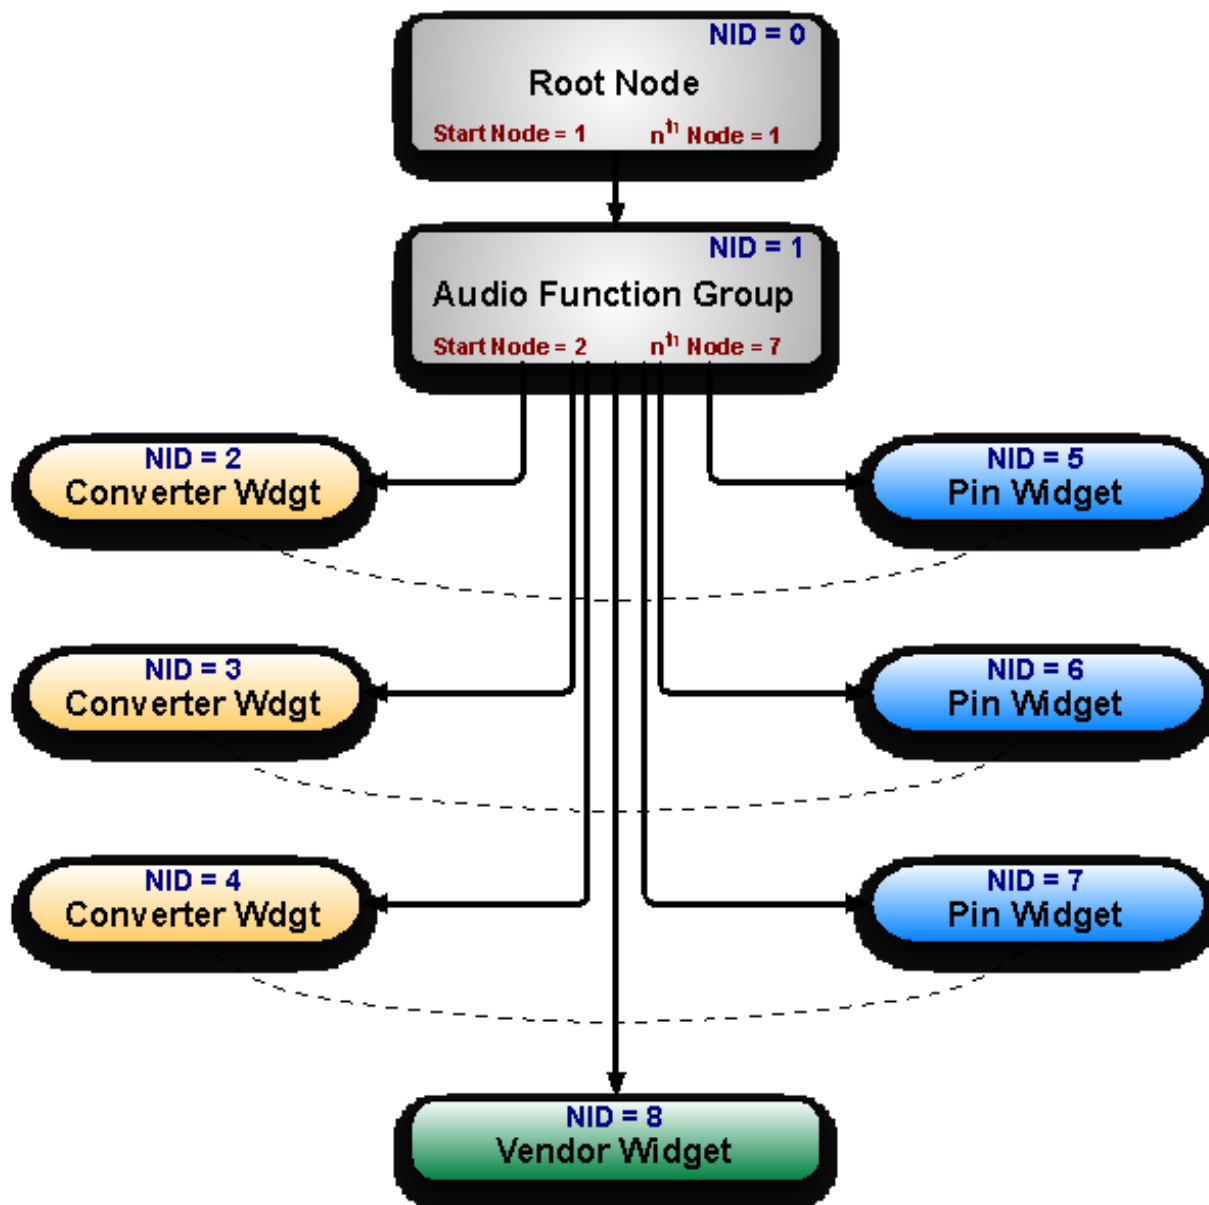 NID = 0
Root Node
Start Node = 1 nth Node = 1
NID = 1
Audio Function Group
Start Node = 2 nth Node = 7
NID = 2
Converter Wdgt
NID = 5
Pin Widget
NID = 3
Converter Wdgt
NID = 6
Pin Widget
NID = 4
Converter Wdgt
NID = 7
Pin Widget
NID = 8
Vendor Widget